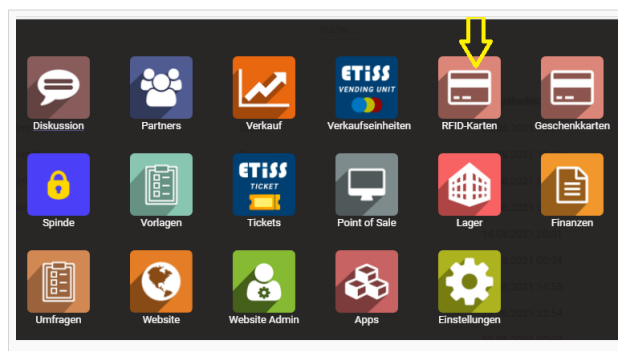 Diskussion
Partners
Verkauf
ETISS
VENDING UNIT
Verkaufseinheiten
RFID-Karten
Geschenkkarten
Spinde
Vorlagen
ETISS
TICKET
Tickets
Point of Sale
Lager
Finanzen
Umfragen
Website
Website Admin
Apps
Einstellungen